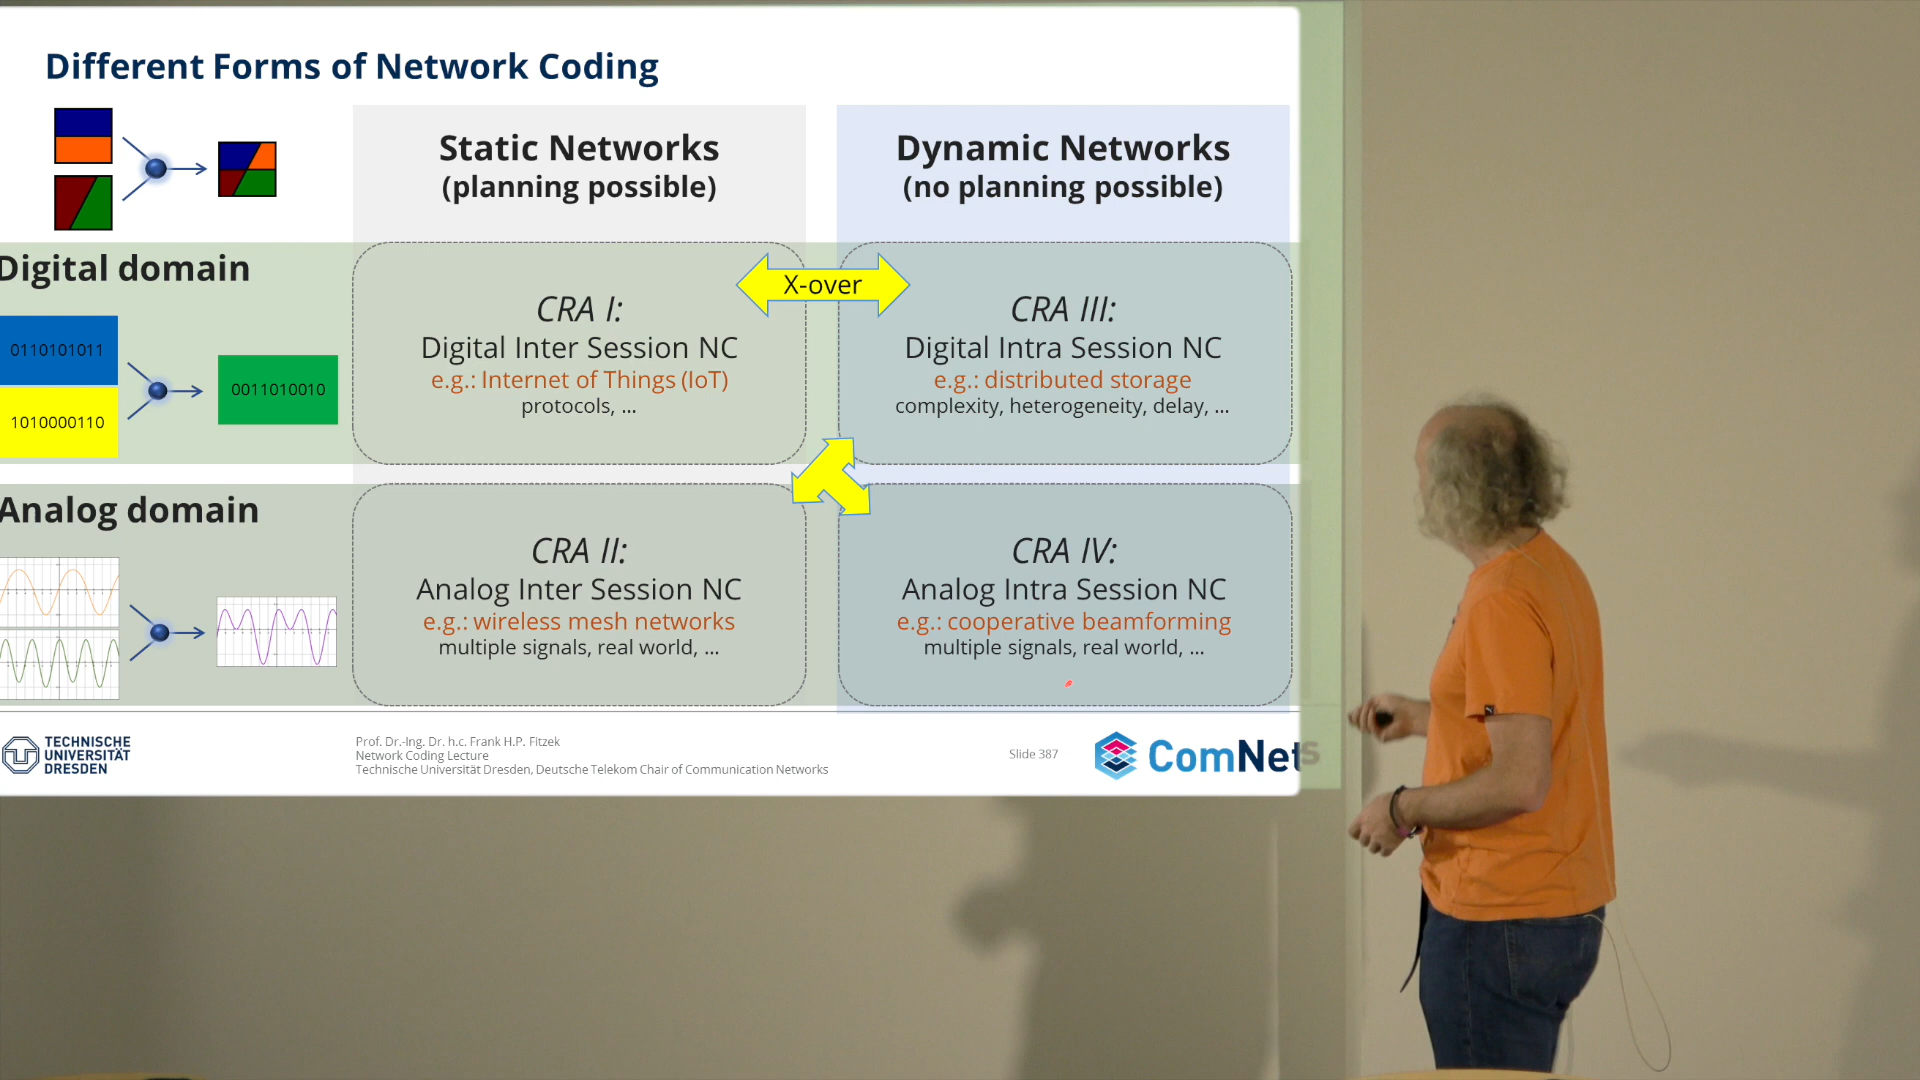 Different Forms of Network Coding
Static Networks
(planning possible)
Dynamic Networks
(no planning possible)
Digital domain
0110101011
1010000110
0011010010
CRA I:
Digital Inter Session NC
e.g.: Internet of Things (IoT)
protocols, ...
X-over
CRA III:
Digital Intra Session NC
e.g.: distributed storage
complexity, heterogeneity, delay, ...
Analog domain
CRA II:
Analog Inter Session NC
e.g.: wireless mesh networks
multiple signals, real world, ...
CRA IV:
Analog Intra Session NC
e.g.: cooperative beamforming
multiple signals, real world, ...
TECHNISCHE
UNIVERSITÄT
DRESDEN
Prof. Dr.-Ing. Dr. h.c. Frank H.P. Fitzek
Network Coding Lecture
Technische Universität Dresden, Deutsche Telekom Chair of Communication Networks
Slide 387
ComNets